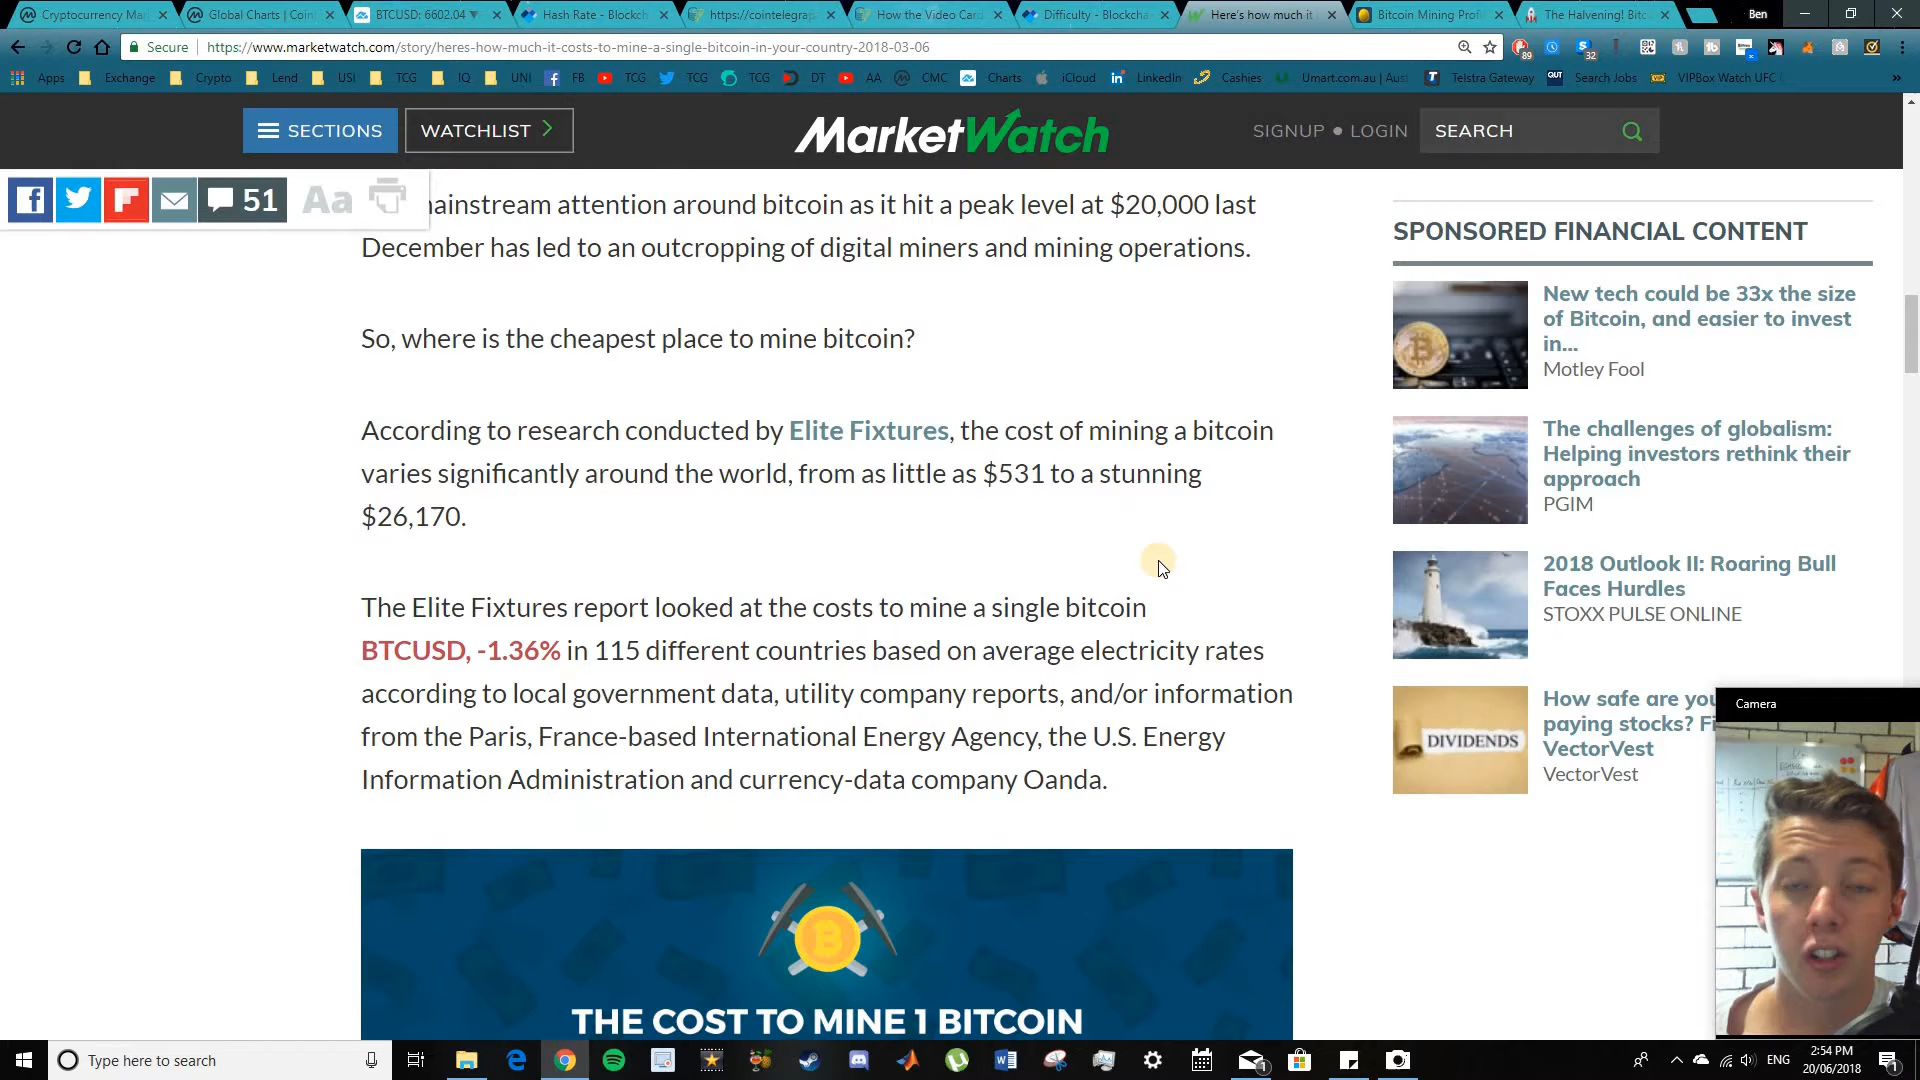 Cryptocurrency Mar
Global Charts | Coin
BTCUSD: 6602.04 ▼
Hash Rate - Blockch
https://cointelegrap
How the Video Card
Difficulty - Blockcha
Here's how much it
Bitcoin Mining Profi
The Halvening! Bitc
Ben
Secure
https://www.marketwatch.com/story/heres-how-much-it-costs-to-mine-a-single-bitcoin-in-your-country-2018-03-06
89
32
Apps
Exchange
Crypto
Lend
USI
TCG
IQ
UNI
FB
TCG
TCG
TCG
DT
AA
CMC
Charts
iCloud
LinkedIn
Cashies
Umart.com.au | Aus
Telstra Gateway
QUT
Search Jobs
VIPBox Watch UFC
»
SECTIONS
WATCHLIST
MarketWatch
SIGNUP • LOGIN
SEARCH
51
Aa
ainstream attention around bitcoin as it hit a peak level at $20,000 last
December has led to an outcropping of digital miners and mining operations.
So, where is the cheapest place to mine bitcoin?
According to research conducted by Elite Fixtures, the cost of mining a bitcoin
varies significantly around the world, from as little as $531 to a stunning
$26,170.
The Elite Fixtures report looked at the costs to mine a single bitcoin
BTCUSD, -1.36% in 115 different countries based on average electricity rates
according to local government data, utility company reports, and/or information
from the Paris, France-based International Energy Agency, the U.S. Energy
Information Administration and currency-data company Oanda.
THE COST TO MINE 1 BITCOIN
SPONSORED FINANCIAL CONTENT
New tech could be 33x the size
of Bitcoin, and easier to invest
in...
Motley Fool
The challenges of globalism:
Helping investors rethink their
approach
PGIM
2018 Outlook II: Roaring Bull
Faces Hurdles
STOXX PULSE ONLINE
DIVIDENDS
How safe are you
paying stocks? Fi
VectorVest
VectorVest
Camera
Type here to search
ENG
2:54 PM
20/06/2018